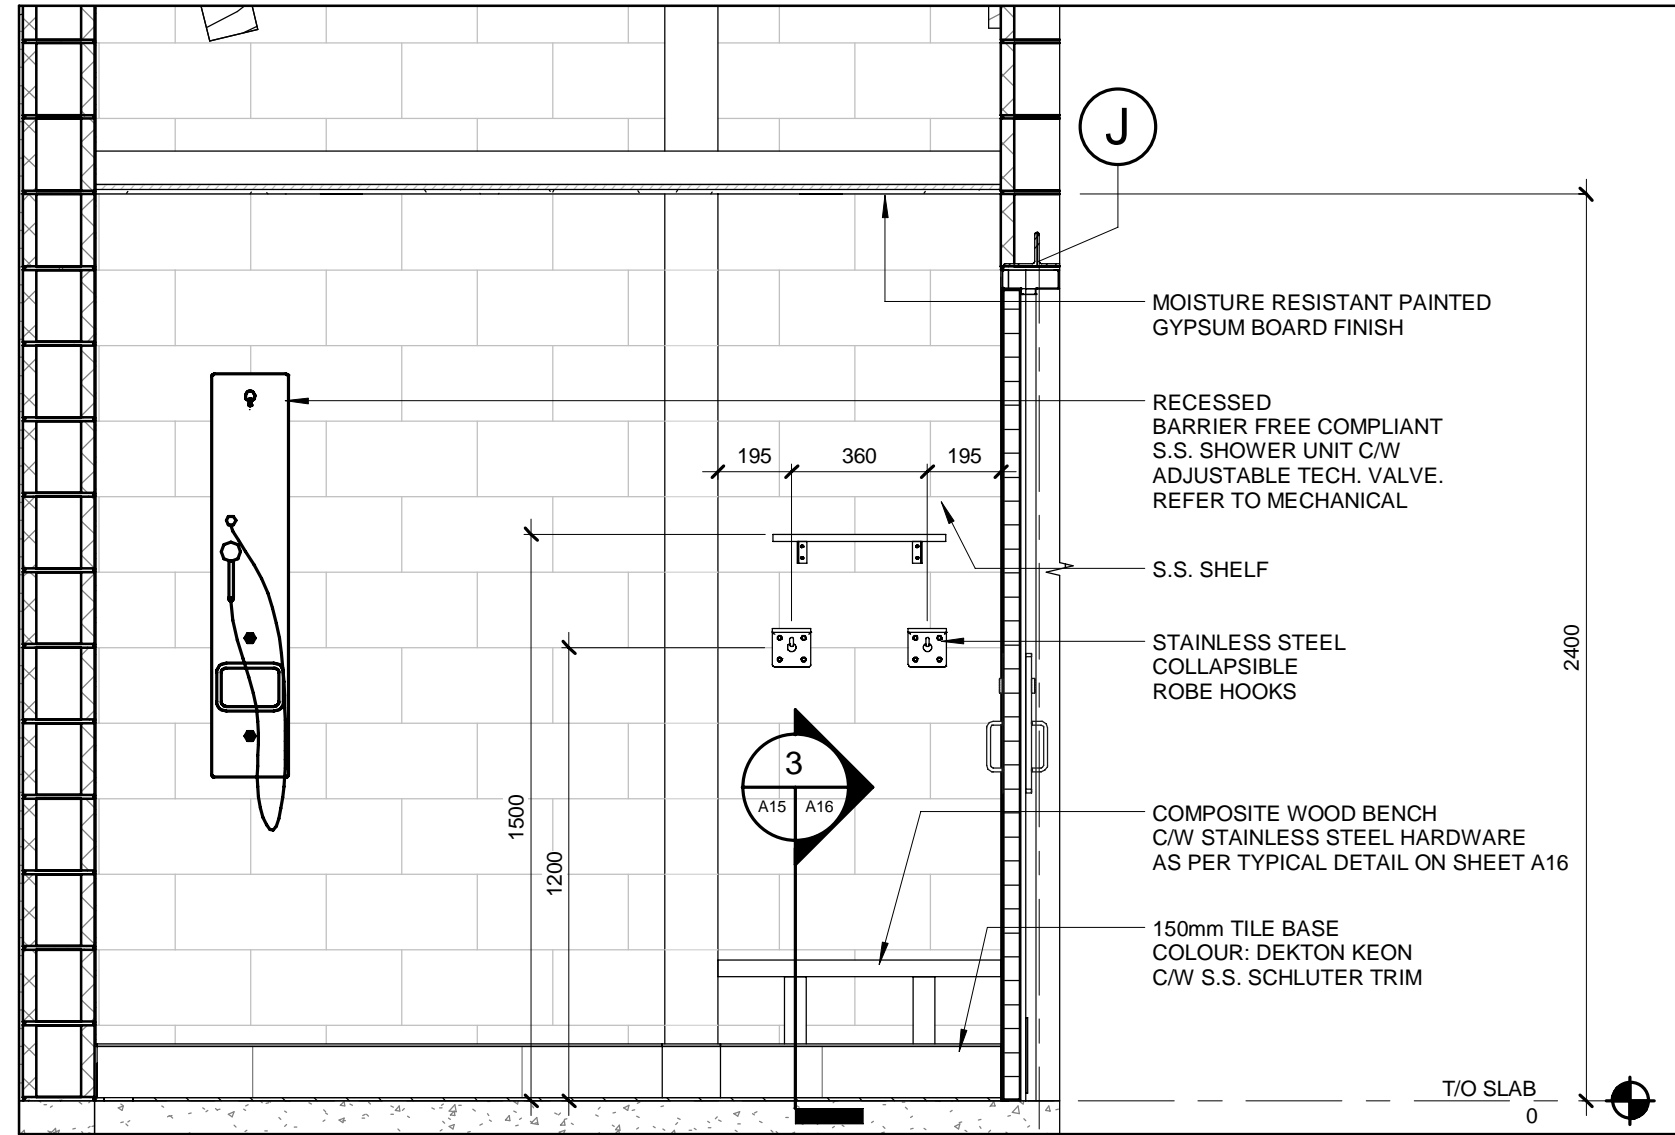 J
MOISTURE RESISTANT PAINTED
GYPSUM BOARD FINISH
RECESSED
BARRIER FREE COMPLIANT
S.S. SHOWER UNIT C/W
ADJUSTABLE TECH. VALVE.
REFER TO MECHANICAL
195 360 195
S.S. SHELF
STAINLESS STEEL
COLLAPSIBLE
ROBE HOOKS
2400
3
A15 A16
1500
1200
COMPOSITE WOOD BENCH
C/W STAINLESS STEEL HARDWARE
AS PER TYPICAL DETAIL ON SHEET A16
150mm TILE BASE
COLOUR: DEKTON KEON
C/W S.S. SCHLUTER TRIM
T/O SLAB
0